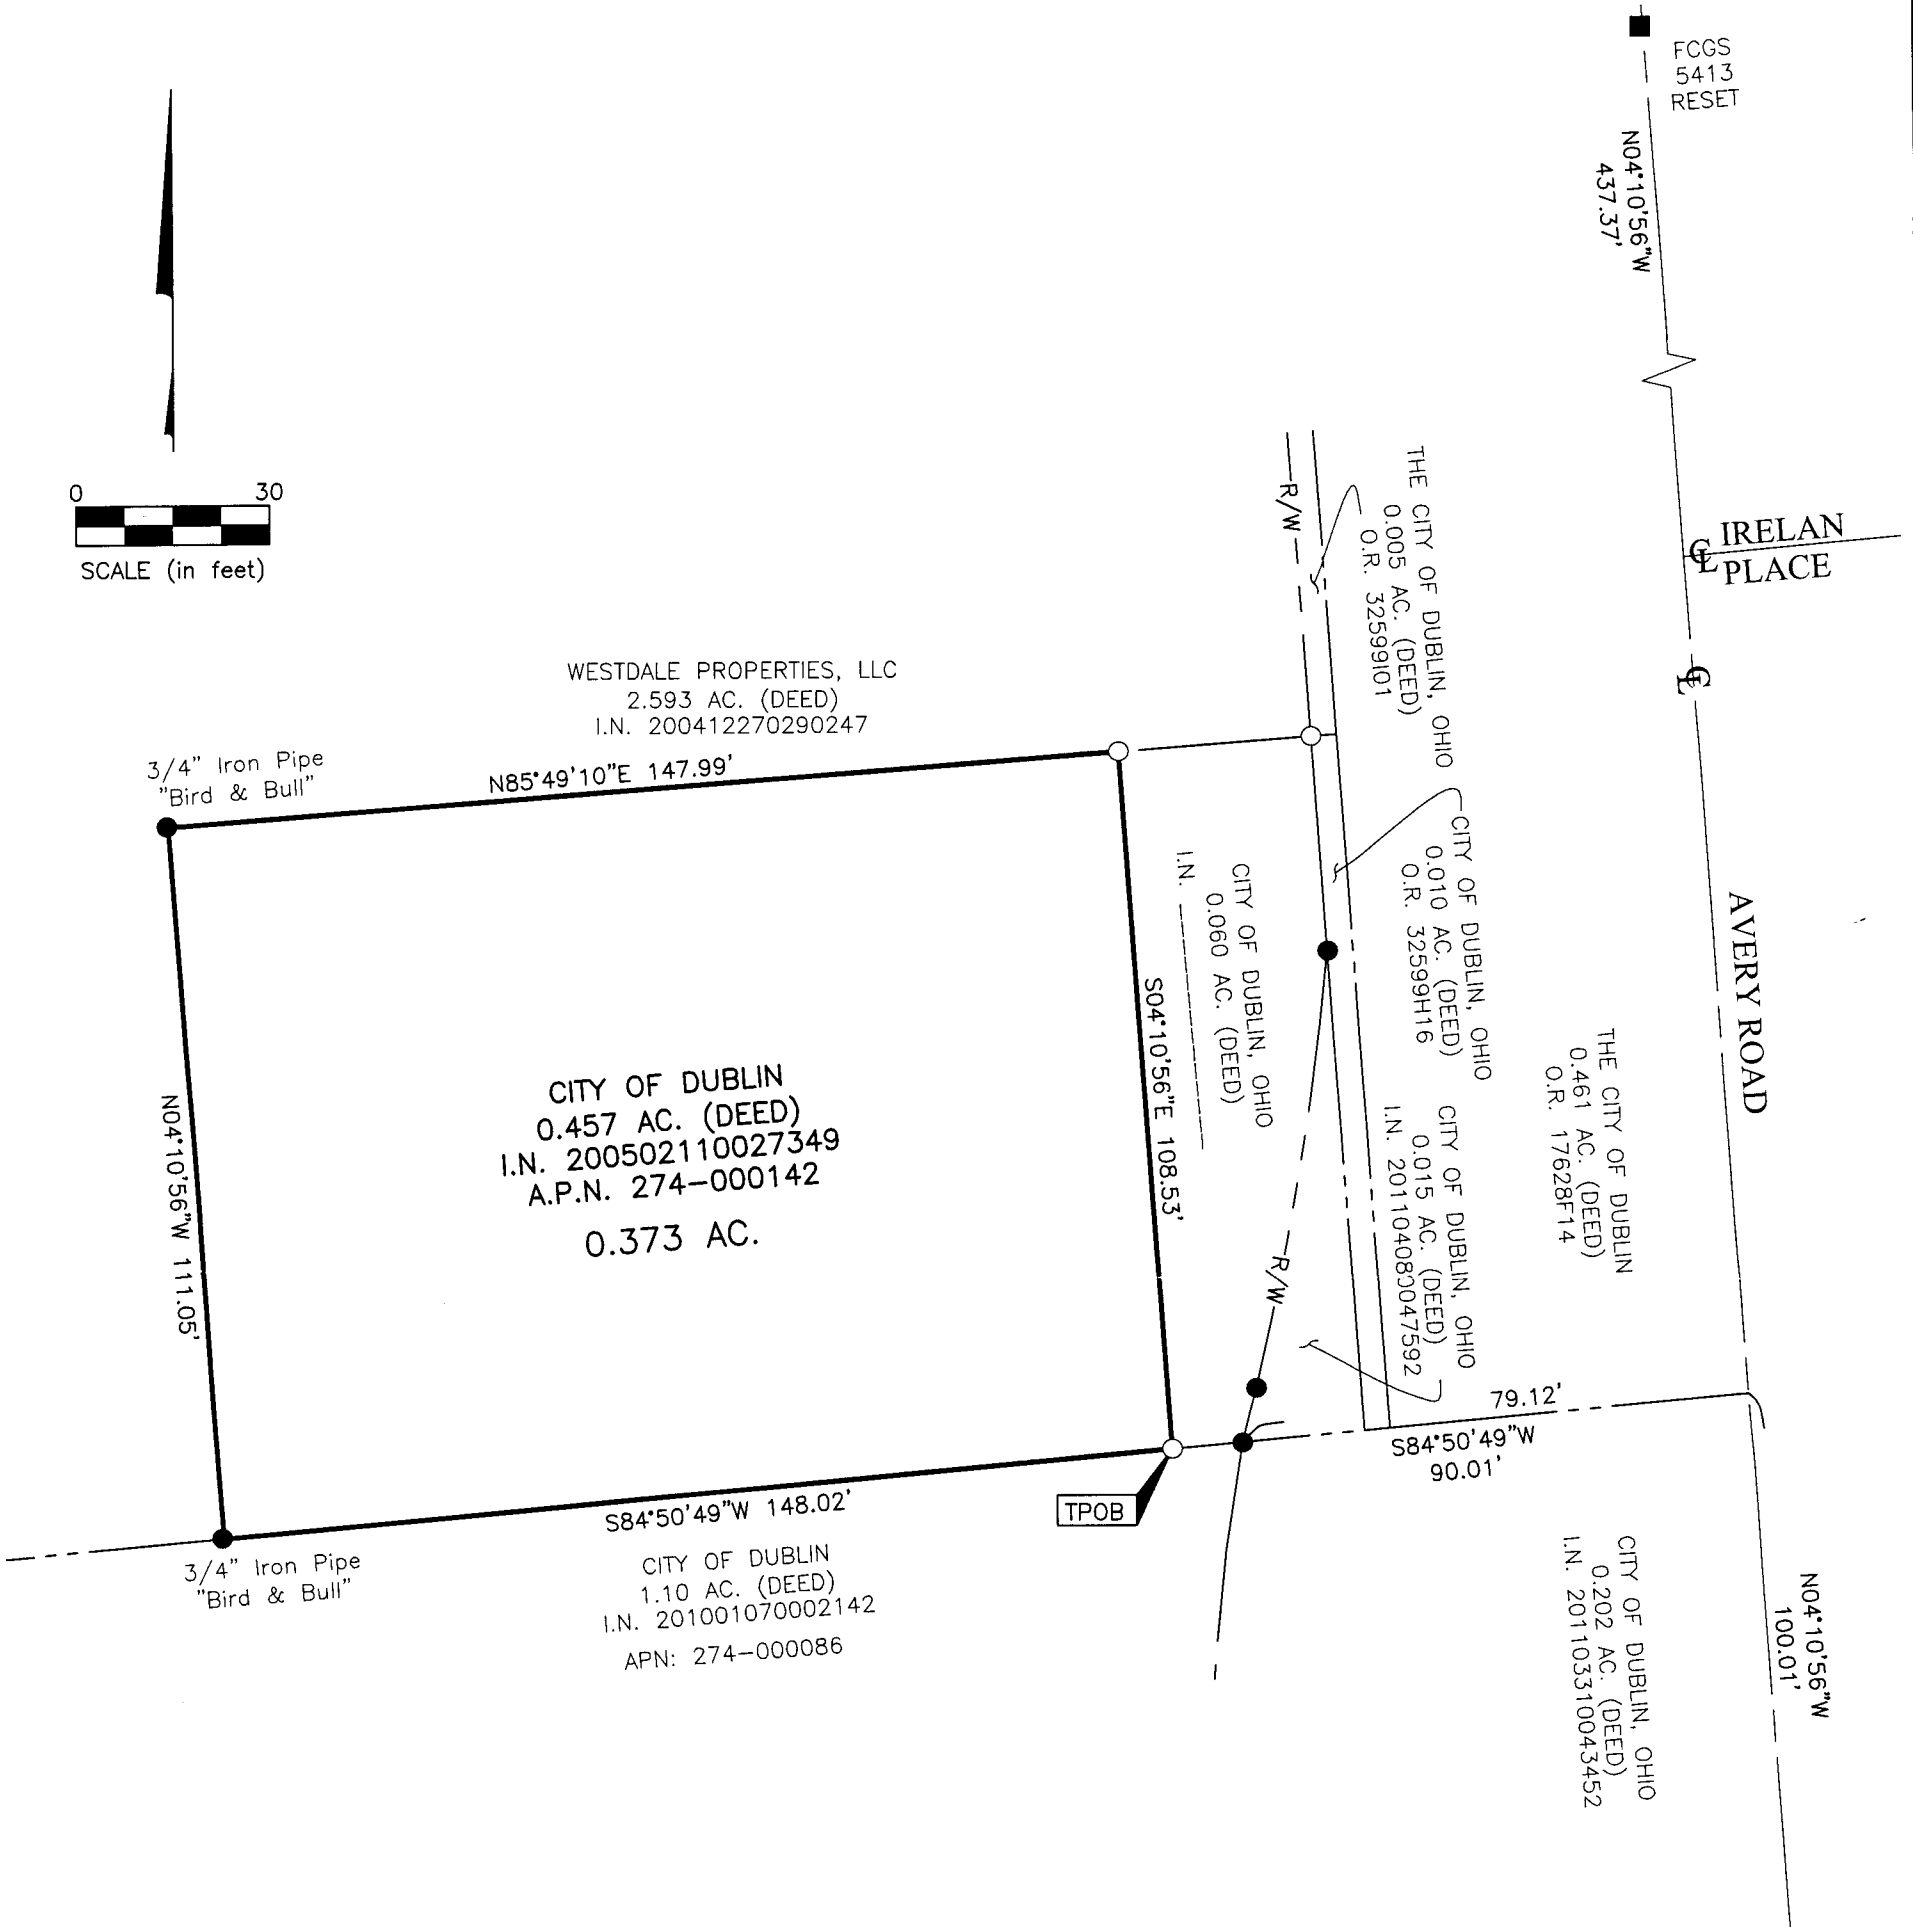 FCGS
5413
RESET
N04°10'56"W
437.37'
0 30
SCALE (in feet)
R/W
THE CITY OF DUBLIN, OHIO
0.005 AC. (DEED)
O.R. 32599I01
℄ IRELAN
PLACE
℄
WESTDALE PROPERTIES, LLC
2.593 AC. (DEED)
I.N. 200412270290247
3/4" Iron Pipe
"Bird & Bull"
N85°49'10"E 147.99'
CITY OF DUBLIN, OHIO
0.010 AC. (DEED)
O.R. 32599H16
CITY OF DUBLIN, OHIO
0.060 AC. (DEED)
I.N. __________
AVERY ROAD
S04°10'56"E 108.53'
THE CITY OF DUBLIN
0.461 AC. (DEED)
O.R. 17628F14
CITY OF DUBLIN
0.457 AC. (DEED)
I.N. 200502110027349
A.P.N. 274-000142
0.373 AC.
N04°10'56"W 111.05'
CITY OF DUBLIN, OHIO
0.015 AC. (DEED)
I.N. 201104080047592
R/W
79.12'
S84°50'49"W
90.01'
TPOB
S84°50'49"W 148.02'
3/4" Iron Pipe
"Bird & Bull"
CITY OF DUBLIN
1.10 AC. (DEED)
I.N. 201001070002142
APN: 274-000086
CITY OF DUBLIN, OHIO
0.202 AC. (DEED)
I.N. 201103310043452
N04°10'56"W
100.01'